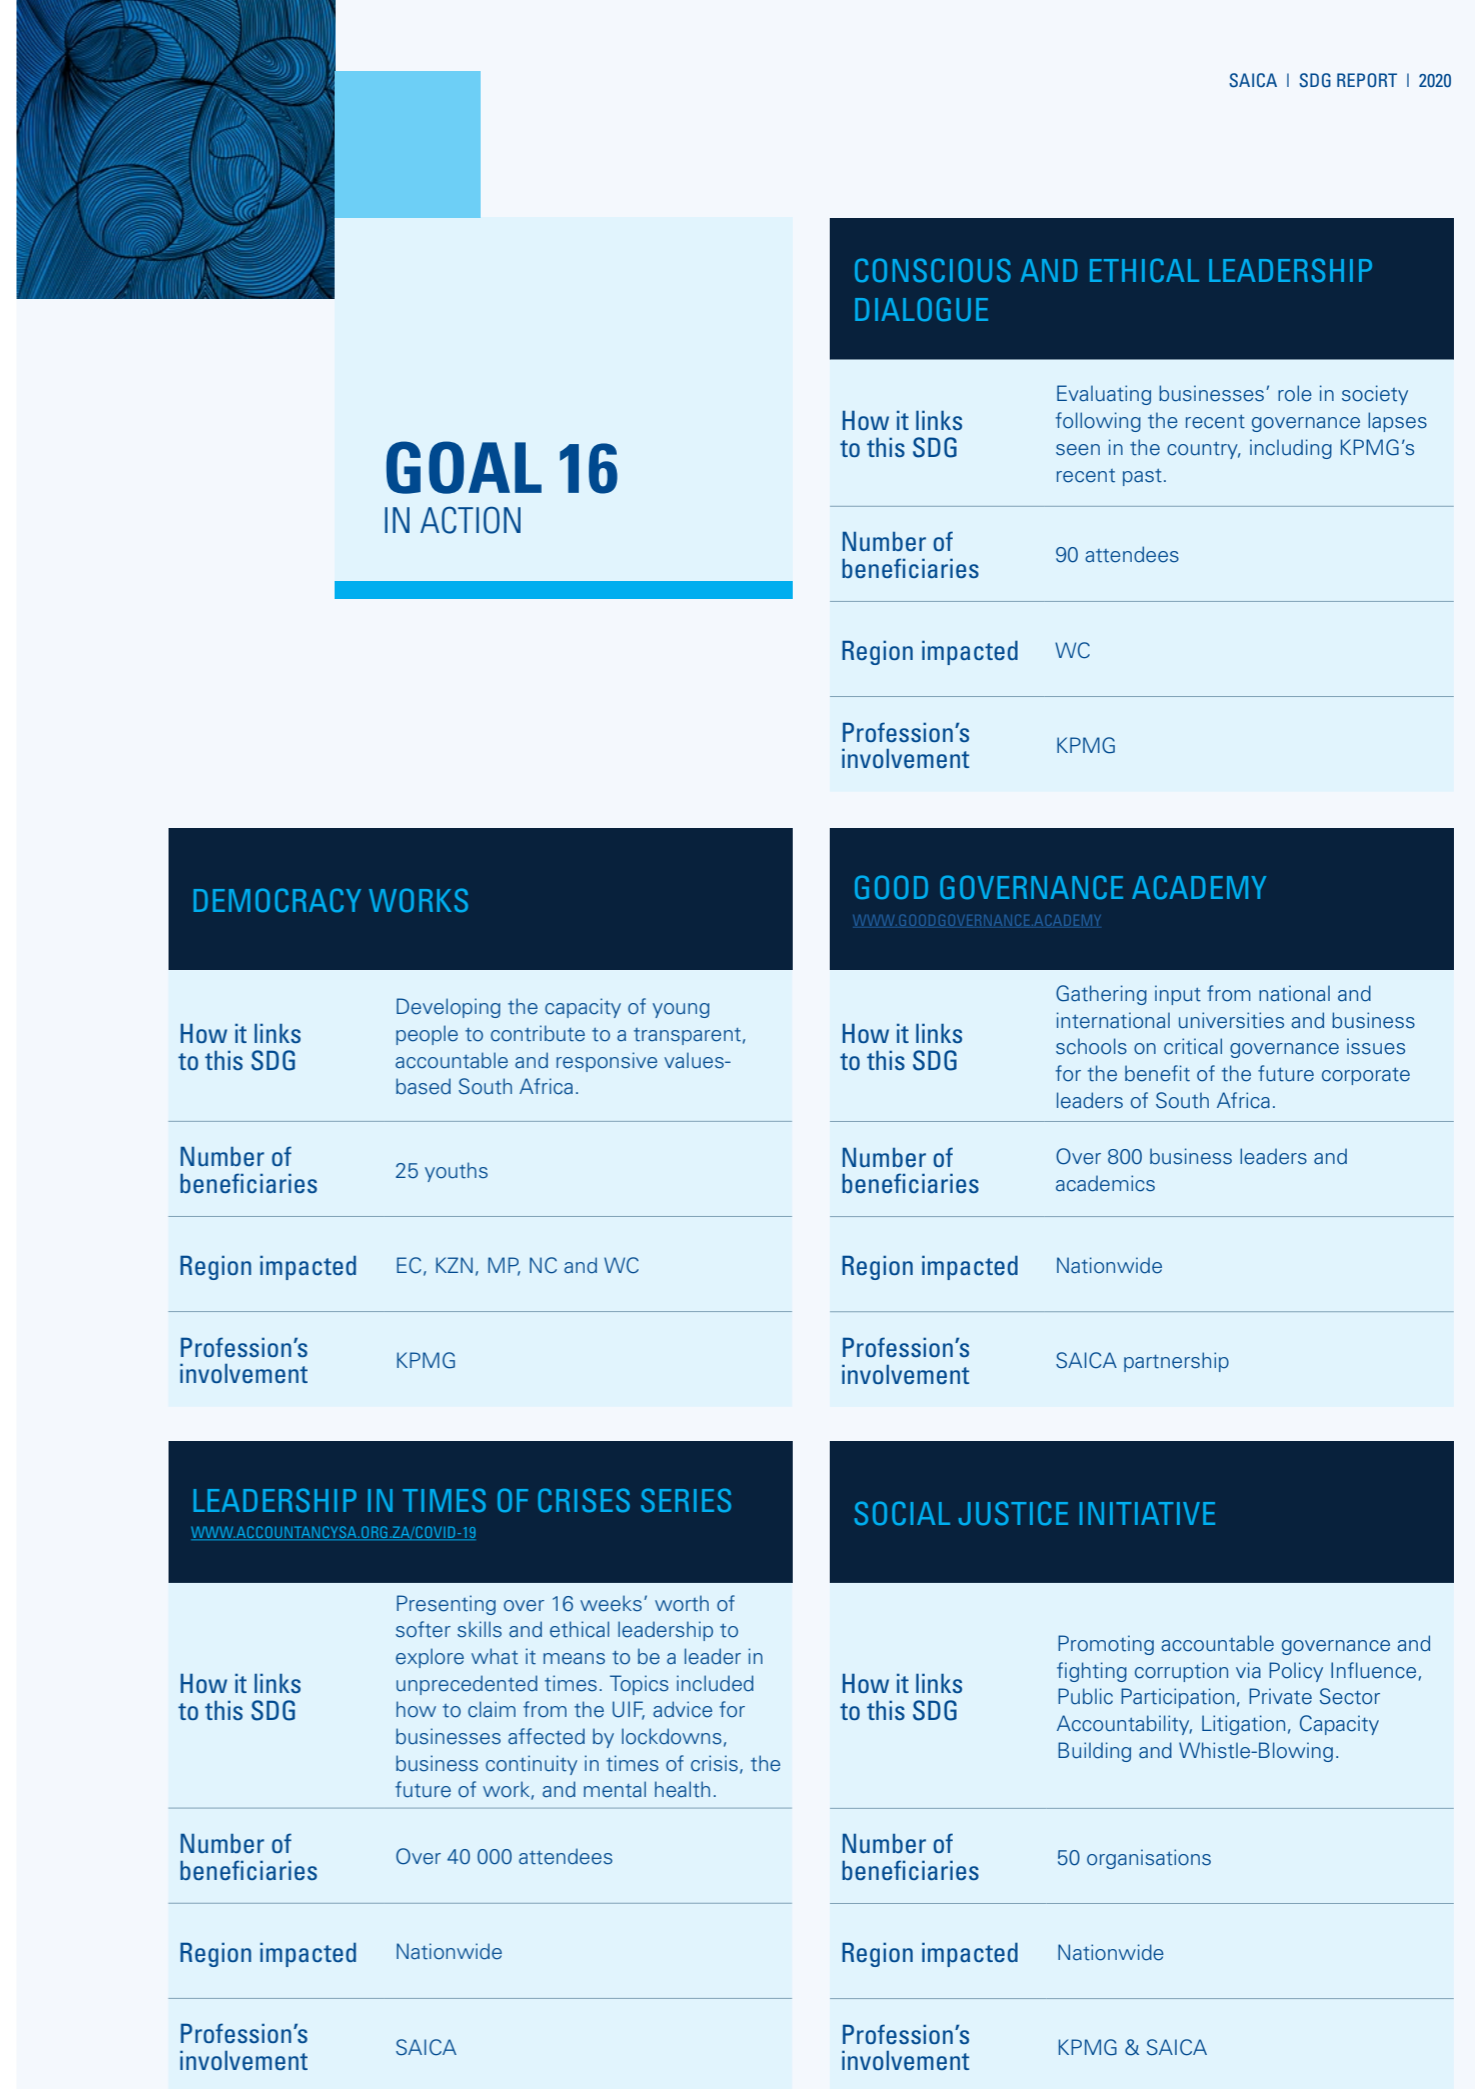 SAICA | SDG REPORT | 2020
GOAL 16
IN ACTION
CONSCIOUS AND ETHICAL LEADERSHIP
DIALOGUE
How it links
to this SDG
Evaluating businesses’ role in society
following the recent governance lapses
seen in the country, including KPMG’s
recent past.
Number of
beneficiaries
90 attendees
Region impacted
WC
Profession’s
involvement
KPMG
DEMOCRACY WORKS
How it links
to this SDG
Developing the capacity of young
people to contribute to a transparent,
accountable and responsive values-
based South Africa.
Number of
beneficiaries
25 youths
Region impacted
EC, KZN, MP, NC and WC
Profession’s
involvement
KPMG
GOOD GOVERNANCE ACADEMY
WWW.GOODGOVERNANCE.ACADEMY
How it links
to this SDG
Gathering input from national and
international universities and business
schools on critical governance issues
for the benefit of the future corporate
leaders of South Africa.
Number of
beneficiaries
Over 800 business leaders and
academics
Region impacted
Nationwide
Profession’s
involvement
SAICA partnership
LEADERSHIP IN TIMES OF CRISES SERIES
WWW.ACCOUNTANCYSA.ORG.ZA/COVID-19
How it links
to this SDG
Presenting over 16 weeks’ worth of
softer skills and ethical leadership to
explore what it means to be a leader in
unprecedented times. Topics included
how to claim from the UIF, advice for
businesses affected by lockdowns,
business continuity in times of crisis, the
future of work, and mental health.
Number of
beneficiaries
Over 40 000 attendees
Region impacted
Nationwide
Profession’s
involvement
SAICA
SOCIAL JUSTICE INITIATIVE
How it links
to this SDG
Promoting accountable governance and
fighting corruption via Policy Influence,
Public Participation, Private Sector
Accountability, Litigation, Capacity
Building and Whistle-Blowing.
Number of
beneficiaries
50 organisations
Region impacted
Nationwide
Profession’s
involvement
KPMG & SAICA